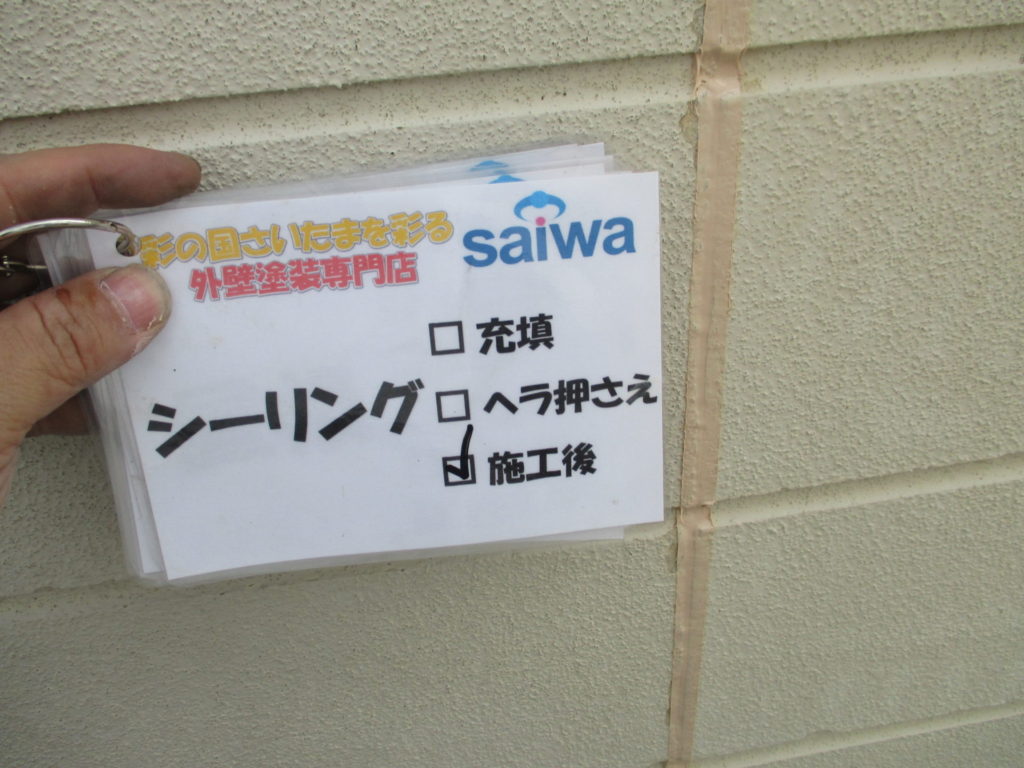 彩の国さいたまを彩る
外壁塗装専門店
saiwa
シーリング
□ 充填
□ ヘラ押さえ
☑ 施工後